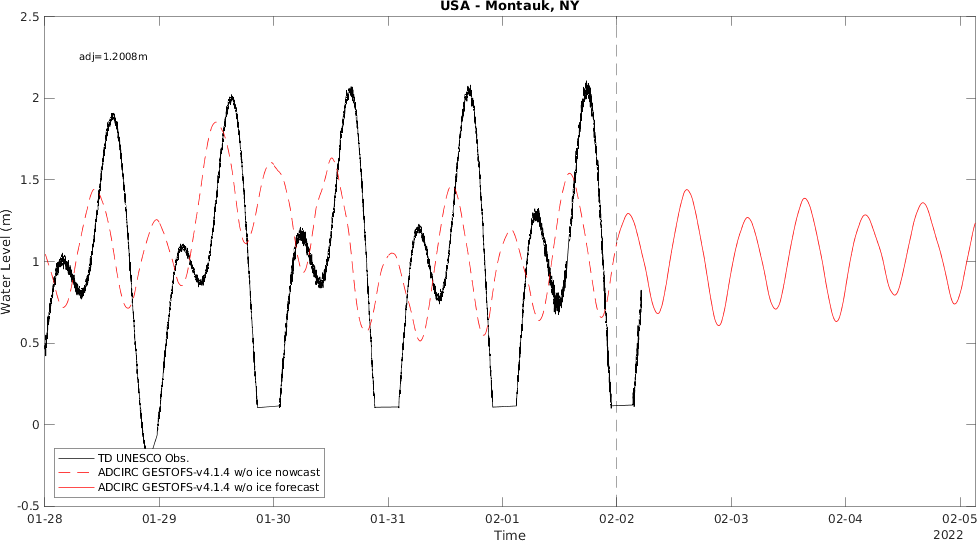 USA - Montauk, NY
adj=1.2008m
Water Level (m)
2.5
2
1.5
1
0.5
0
-0.5
TD UNESCO Obs.
ADCIRC GESTOFS-v4.1.4 w/o ice nowcast
ADCIRC GESTOFS-v4.1.4 w/o ice forecast
01-28 01-29 01-30 01-31 02-01 02-02 02-03 02-04 02-05
Time
2022